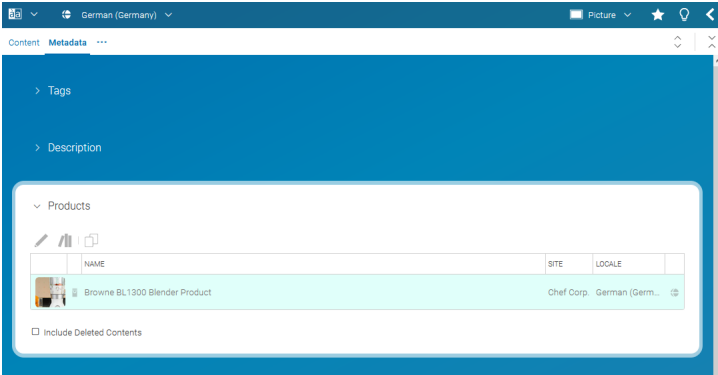 German (Germany)
Picture
Content Metadata ···
Tags
Description
Products
NAME SITE LOCALE
Browne BL1300 Blender Product Chef Corp. German (Germ...
Include Deleted Contents